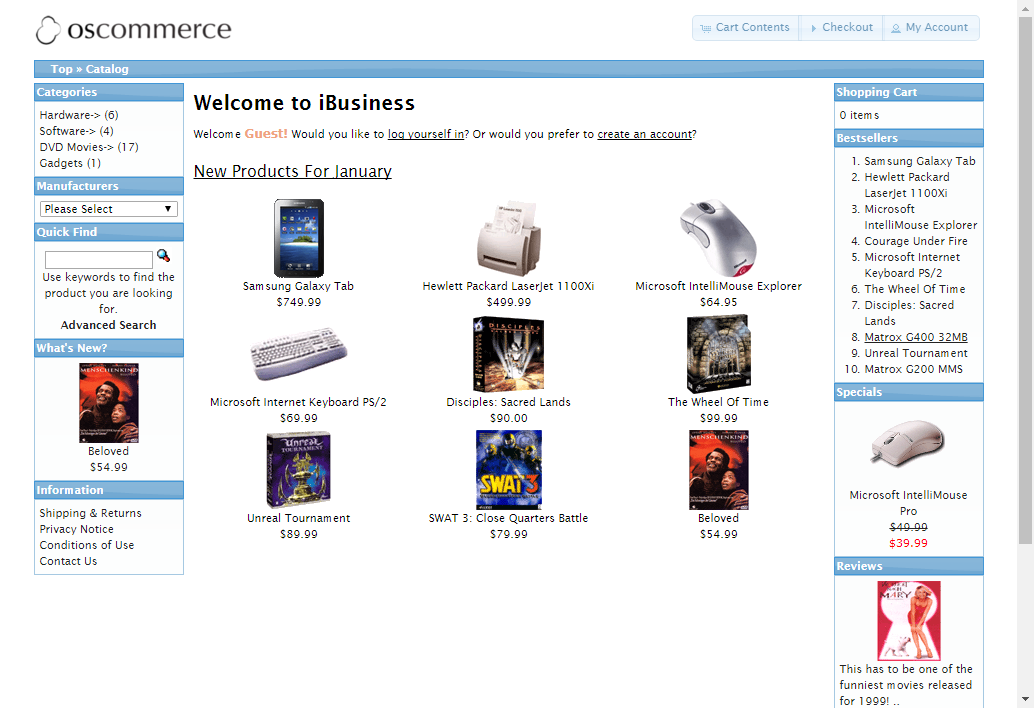 oscommerce
Cart Contents
Checkout
My Account
Top » Catalog
Categories
Hardware-> (6)
Software-> (4)
DVD Movies-> (17)
Gadgets (1)
Manufacturers
Please Select
Quick Find
Use keywords to find the
product you are looking
for.
Advanced Search
What's New?
MENSCHENKIND
Beloved
$54.99
Information
Shipping & Returns
Privacy Notice
Conditions of Use
Contact Us
Welcome to iBusiness
Welcome Guest! Would you like to log yourself in? Or would you prefer to create an account?
New Products For January
Samsung Galaxy Tab
$749.99
Hewlett Packard LaserJet 1100Xi
$499.99
Microsoft IntelliMouse Explorer
$64.95
Microsoft Internet Keyboard PS/2
$69.99
DISCIPLES
Disciples: Sacred Lands
$90.00
The Wheel Of Time
$99.99
Unreal
TOURNAMENT
Unreal Tournament
$89.99
SWAT 3
SWAT 3: Close Quarters Battle
$79.99
MENSCHENKIND
Beloved
$54.99
Shopping Cart
0 items
Bestsellers
1. Samsung Galaxy Tab
2. Hewlett Packard
LaserJet 1100Xi
3. Microsoft
IntelliMouse Explorer
4. Courage Under Fire
5. Microsoft Internet
Keyboard PS/2
6. The Wheel Of Time
7. Disciples: Sacred
Lands
8. Matrox G400 32MB
9. Unreal Tournament
10. Matrox G200 MMS
Specials
Microsoft IntelliMouse
Pro
$49.99
$39.99
Reviews
MARY
This has to be one of the
funniest movies released
for 1999! ..